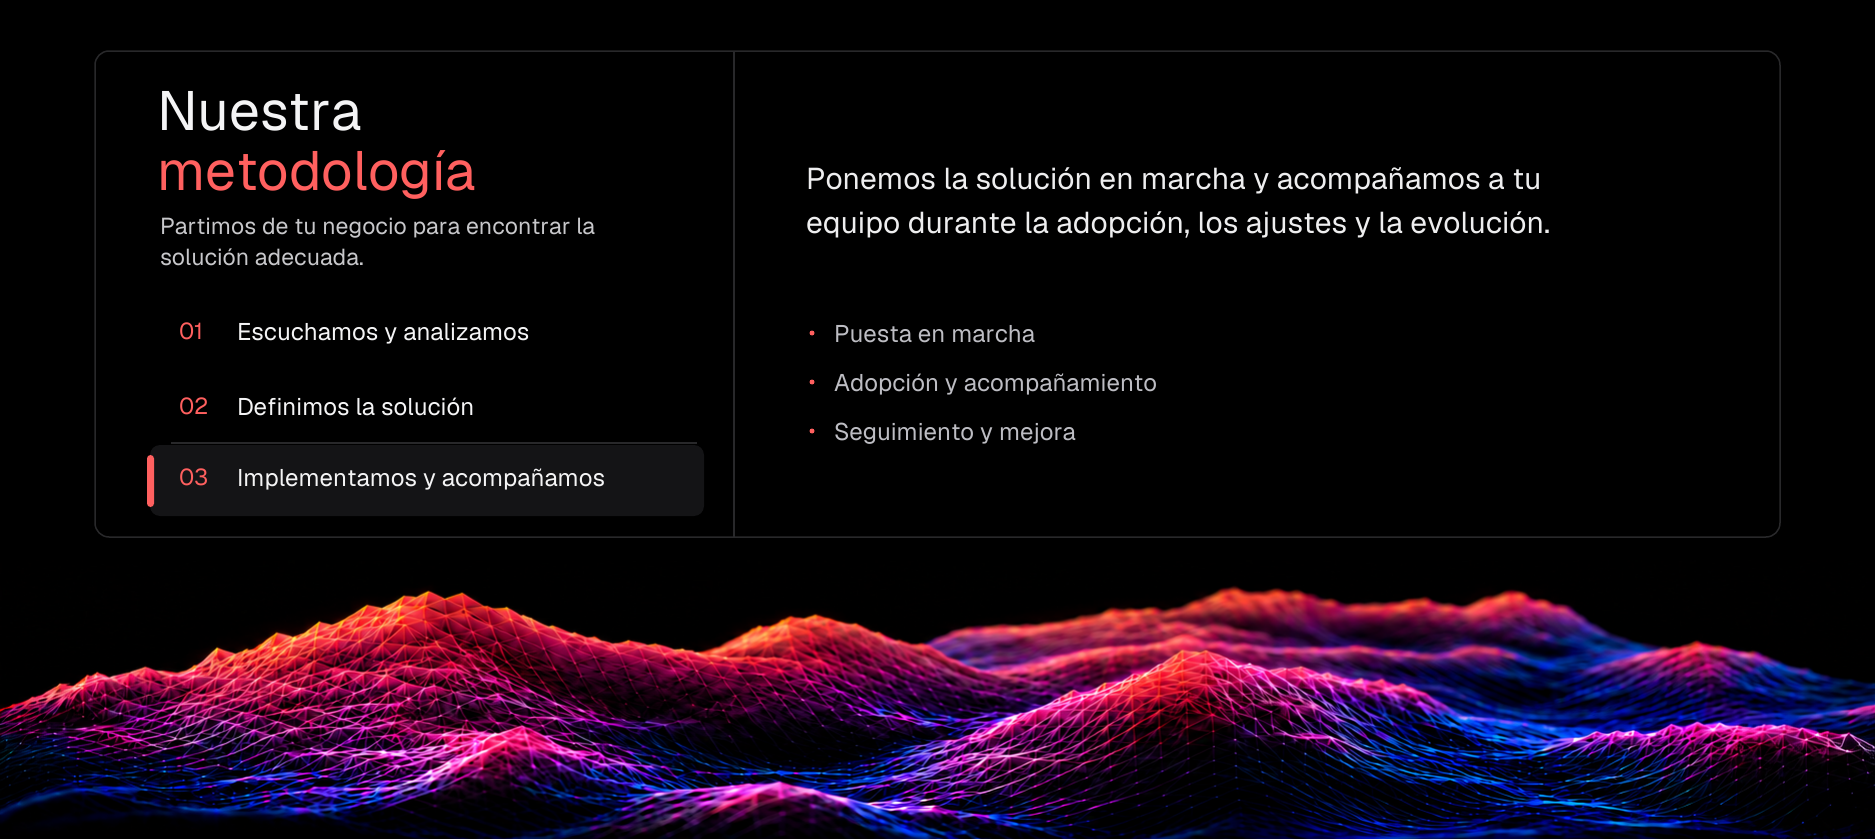 Nuestra
metodología
Partimos de tu negocio para encontrar la
solución adecuada.
01 Escuchamos y analizamos
02 Definimos la solución
03 Implementamos y acompañamos
Ponemos la solución en marcha y acompañamos a tu
equipo durante la adopción, los ajustes y la evolución.
• Puesta en marcha
• Adopción y acompañamiento
• Seguimiento y mejora